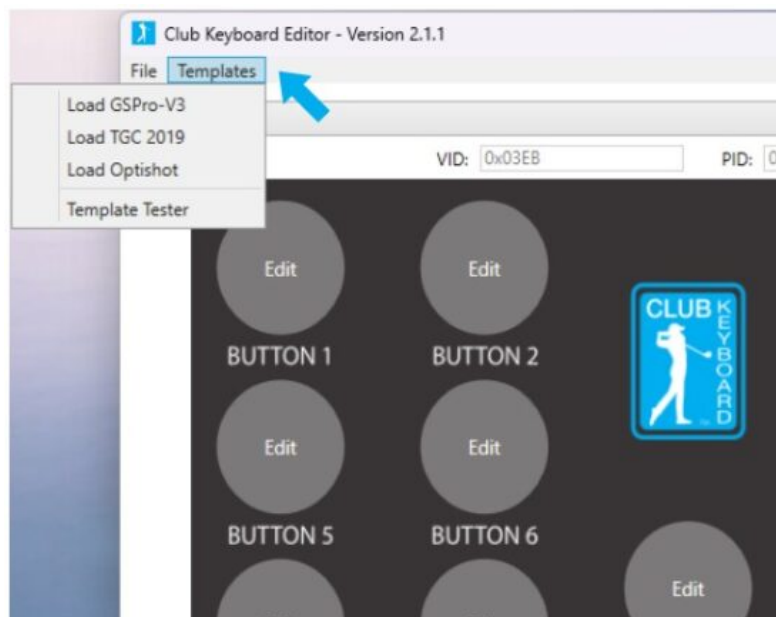 Club Keyboard Editor - Version 2.1.1
File Templates
Load GSPro-V3
Load TGC 2019
Load Optishot
Template Tester
VID: 0x03EB PID: 0
Edit Edit
BUTTON 1 BUTTON 2
CLUB KEYBOARD
Edit Edit
BUTTON 5 BUTTON 6
Edit